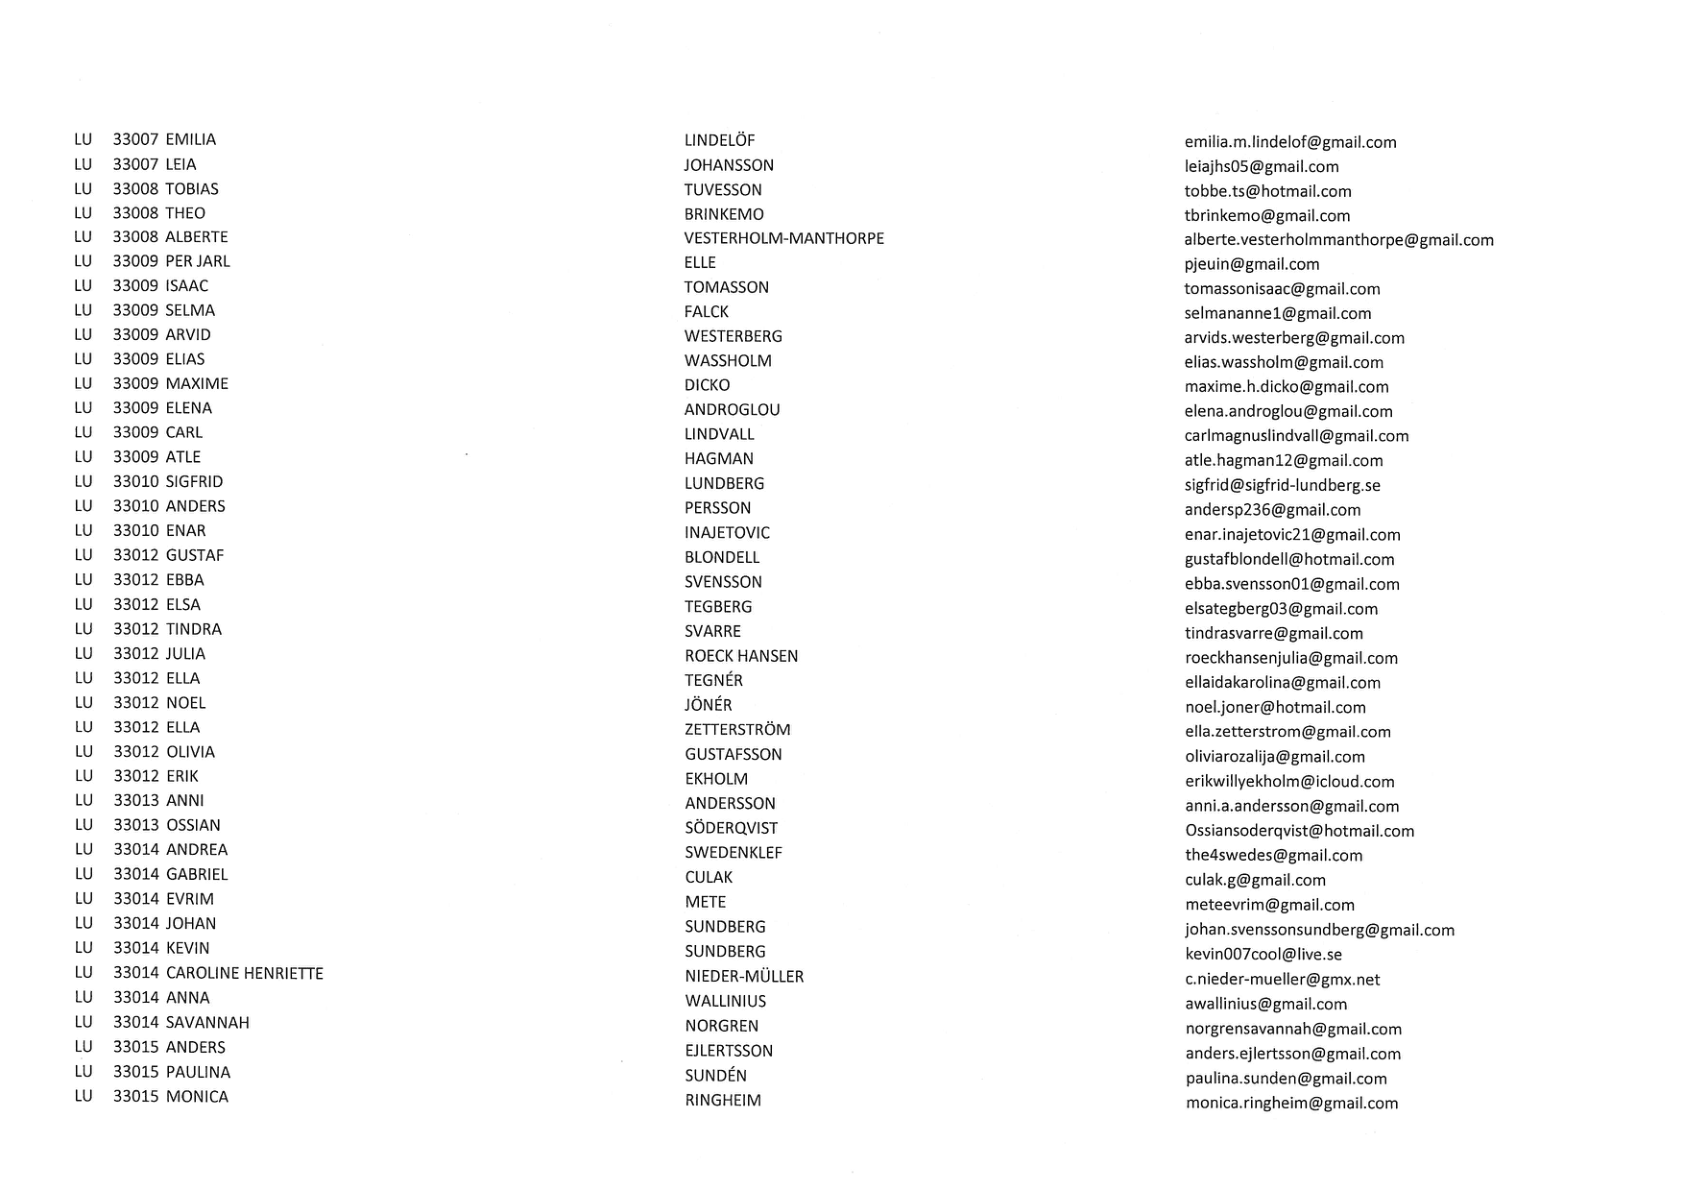 LU 33007 EMILIA LINDELÖF emilia.m.lindelof@gmail.com
LU 33007 LEIA JOHANSSON leiajhs05@gmail.com
LU 33008 TOBIAS TUVESSON tobbe.ts@hotmail.com
LU 33008 THEO BRINKEMO tbrinkemo@gmail.com
LU 33008 ALBERTE VESTERHOLM-MANTHORPE alberte.vesterholmmanthorpe@gmail.com
LU 33009 PER JARL ELLE pjeuin@gmail.com
LU 33009 ISAAC TOMASSON tomassonisaac@gmail.com
LU 33009 SELMA FALCK selmananne1@gmail.com
LU 33009 ARVID WESTERBERG arvids.westerberg@gmail.com
LU 33009 ELIAS WASSHOLM elias.wassholm@gmail.com
LU 33009 MAXIME DICKO maxime.h.dicko@gmail.com
LU 33009 ELENA ANDROGLOU elena.androglou@gmail.com
LU 33009 CARL LINDVALL carlmagnuslindvall@gmail.com
LU 33009 ATLE HAGMAN atle.hagman12@gmail.com
LU 33010 SIGFRID LUNDBERG sigfrid@sigfrid-lundberg.se
LU 33010 ANDERS PERSSON andersp236@gmail.com
LU 33010 ENAR INAJETOVIC enar.inajetovic21@gmail.com
LU 33012 GUSTAF BLONDELL gustafblondell@hotmail.com
LU 33012 EBBA SVENSSON ebba.svensson01@gmail.com
LU 33012 ELSA TEGBERG elsategberg03@gmail.com
LU 33012 TINDRA SVARRE tindrasvarre@gmail.com
LU 33012 JULIA ROECK HANSEN roeckhansenjulia@gmail.com
LU 33012 ELLA TEGNÉR ellaidakarolina@gmail.com
LU 33012 NOEL JÖNÉR noel.joner@hotmail.com
LU 33012 ELLA ZETTERSTRÖM ella.zetterstrom@gmail.com
LU 33012 OLIVIA GUSTAFSSON oliviarozalija@gmail.com
LU 33012 ERIK EKHOLM erikwillyekholm@icloud.com
LU 33013 ANNI ANDERSSON anni.a.andersson@gmail.com
LU 33013 OSSIAN SÖDERQVIST Ossiansoderqvist@hotmail.com
LU 33014 ANDREA SWEDENKLEF the4swedes@gmail.com
LU 33014 GABRIEL CULAK culak.g@gmail.com
LU 33014 EVRIM METE meteevrim@gmail.com
LU 33014 JOHAN SUNDBERG johan.svenssonsundberg@gmail.com
LU 33014 KEVIN SUNDBERG kevin007cool@live.se
LU 33014 CAROLINE HENRIETTE NIEDER-MÜLLER c.nieder-mueller@gmx.net
LU 33014 ANNA WALLINIUS awallinius@gmail.com
LU 33014 SAVANNAH NORGREN norgrensavannah@gmail.com
LU 33015 ANDERS EJLERTSSON anders.ejlertsson@gmail.com
LU 33015 PAULINA SUNDÉN paulina.sunden@gmail.com
LU 33015 MONICA RINGHEIM monica.ringheim@gmail.com